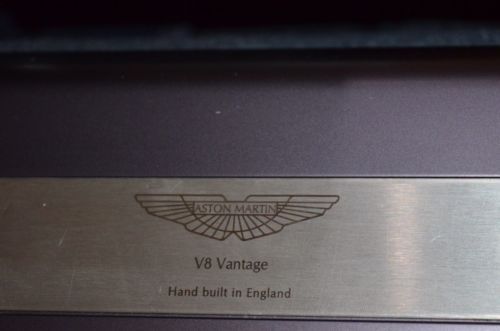 ASTON MARTIN
V8 Vantage
Hand built in England